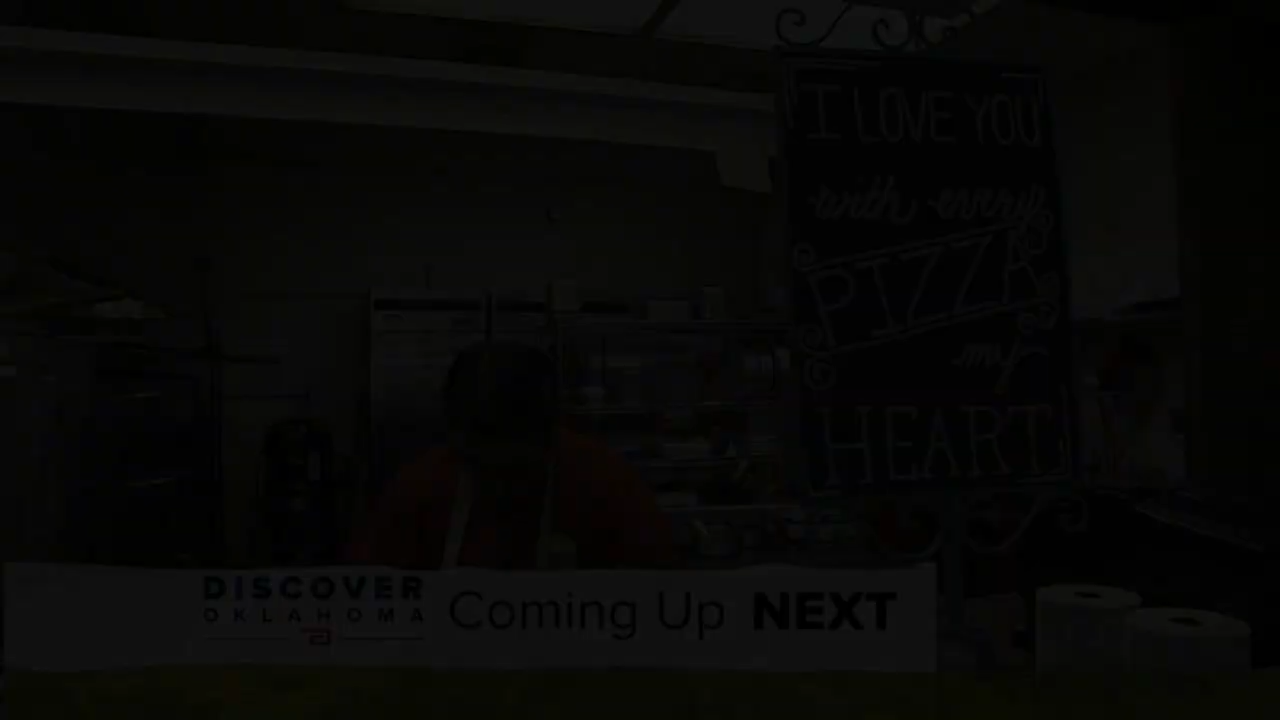 I LOVE YOU
with every
PIZZA
my
HEART
DISCOVER
OKLAHOMA
Coming Up NEXT